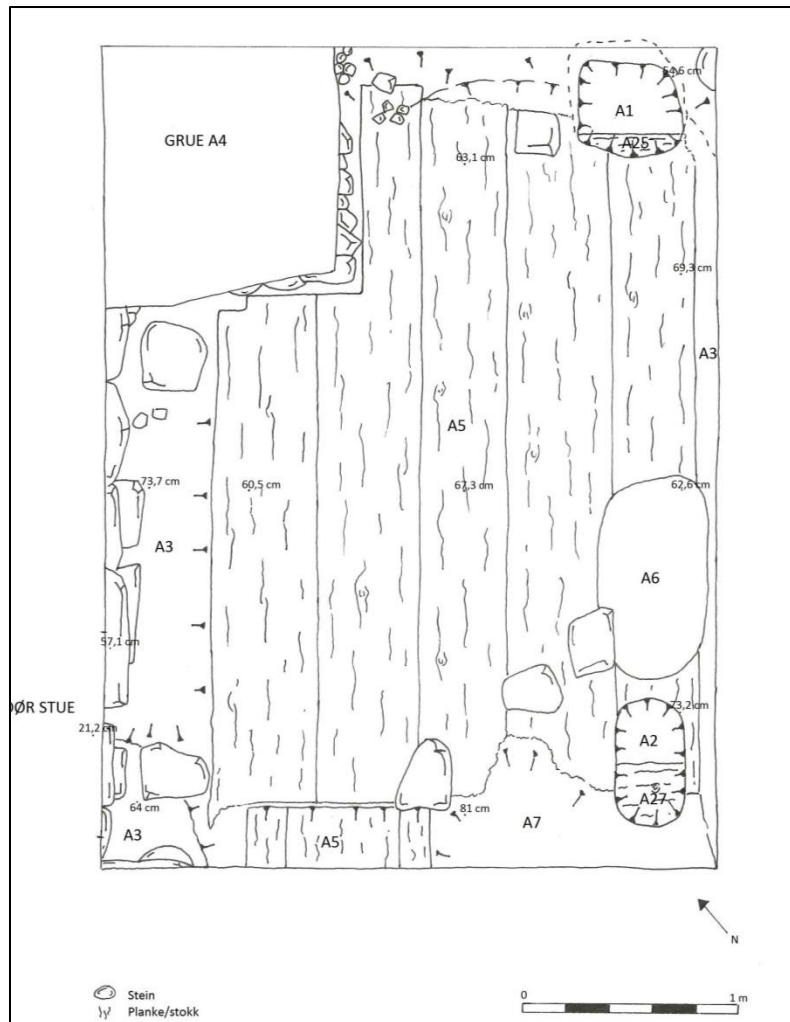 54,6 cm
A1
GRUE A4
A25
63,1 cm
69,3 cm
A3
A5
73,7 cm
60,5 cm
67,3 cm
62,6 cm
A3
A6
57,1 cm
DØR STUE
73,2 cm
21,2 cm
A2
A27
64 cm
81 cm
A3
A5
A7
N
Stein
Planke/stokk
0
1 m